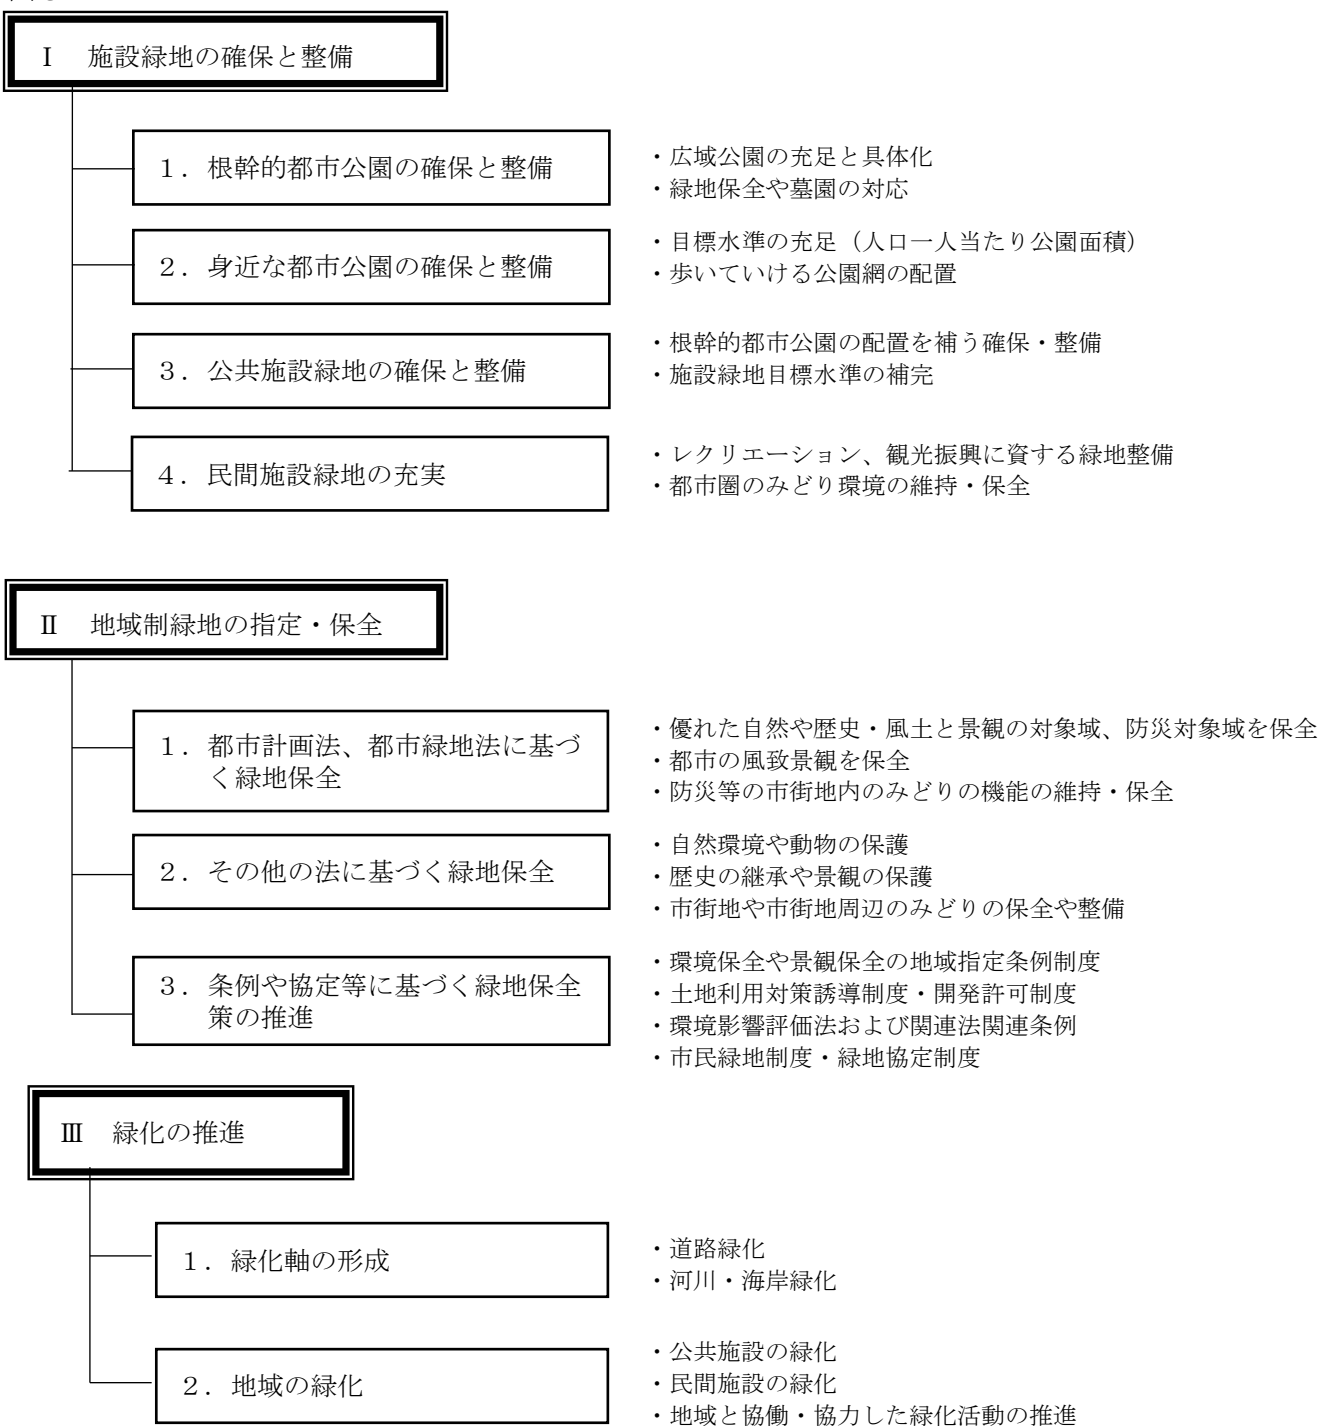 Ⅰ　施設緑地の確保と整備
１．根幹的都市公園の確保と整備
・広域公園の充足と具体化
・緑地保全や墓園の対応
２．身近な都市公園の確保と整備
・目標水準の充足（人口一人当たり公園面積）
・歩いていける公園網の配置
３．公共施設緑地の確保と整備
・根幹的都市公園の配置を補う確保・整備
・施設緑地目標水準の補完
４．民間施設緑地の充実
・レクリエーション、観光振興に資する緑地整備
・都市圏のみどり環境の維持・保全
Ⅱ　地域制緑地の指定・保全
１．都市計画法、都市緑地法に基づ
く緑地保全
・優れた自然や歴史・風土と景観の対象域、防災対象域を保全
・都市の風致景観を保全
・防災等の市街地内のみどりの機能の維持・保全
２．その他の法に基づく緑地保全
・自然環境や動物の保護
・歴史の継承や景観の保護
・市街地や市街地周辺のみどりの保全や整備
３．条例や協定等に基づく緑地保全
策の推進
・環境保全や景観保全の地域指定条例制度
・土地利用対策誘導制度・開発許可制度
・環境影響評価法および関連法関連条例
・市民緑地制度・緑地協定制度
Ⅲ　緑化の推進
１．緑化軸の形成
・道路緑化
・河川・海岸緑化
２．地域の緑化
・公共施設の緑化
・民間施設の緑化
・地域と協働・協力した緑化活動の推進